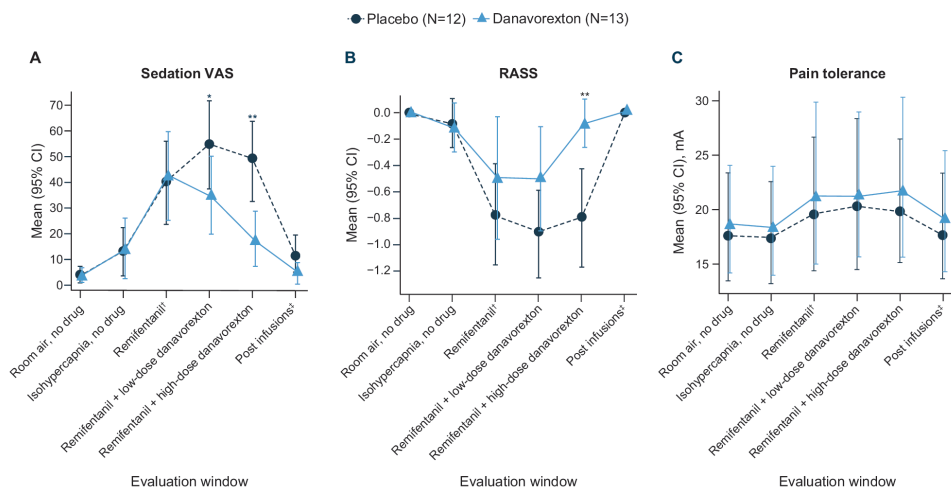 Placebo (N=12) Danavorexton (N=13)
A
Sedation VAS
Mean (95% CI)
70
60
50
40
30
20
10
0
*
**
Room air, no drug
Isohypercapnia, no drug
Remifentanil†
Remifentanil + low-dose danavorexton
Remifentanil + high-dose danavorexton
Post infusions‡
Evaluation window
B
RASS
Mean (95% CI)
0.0
−0.2
−0.4
−0.6
−0.8
−1.0
−1.2
**
Room air, no drug
Isohypercapnia, no drug
Remifentanil†
Remifentanil + low-dose danavorexton
Remifentanil + high-dose danavorexton
Post infusions‡
Evaluation window
C
Pain tolerance
Mean (95% CI), mA
30
25
20
15
Room air, no drug
Isohypercapnia, no drug
Remifentanil†
Remifentanil + low-dose danavorexton
Remifentanil + high-dose danavorexton
Post infusions‡
Evaluation window